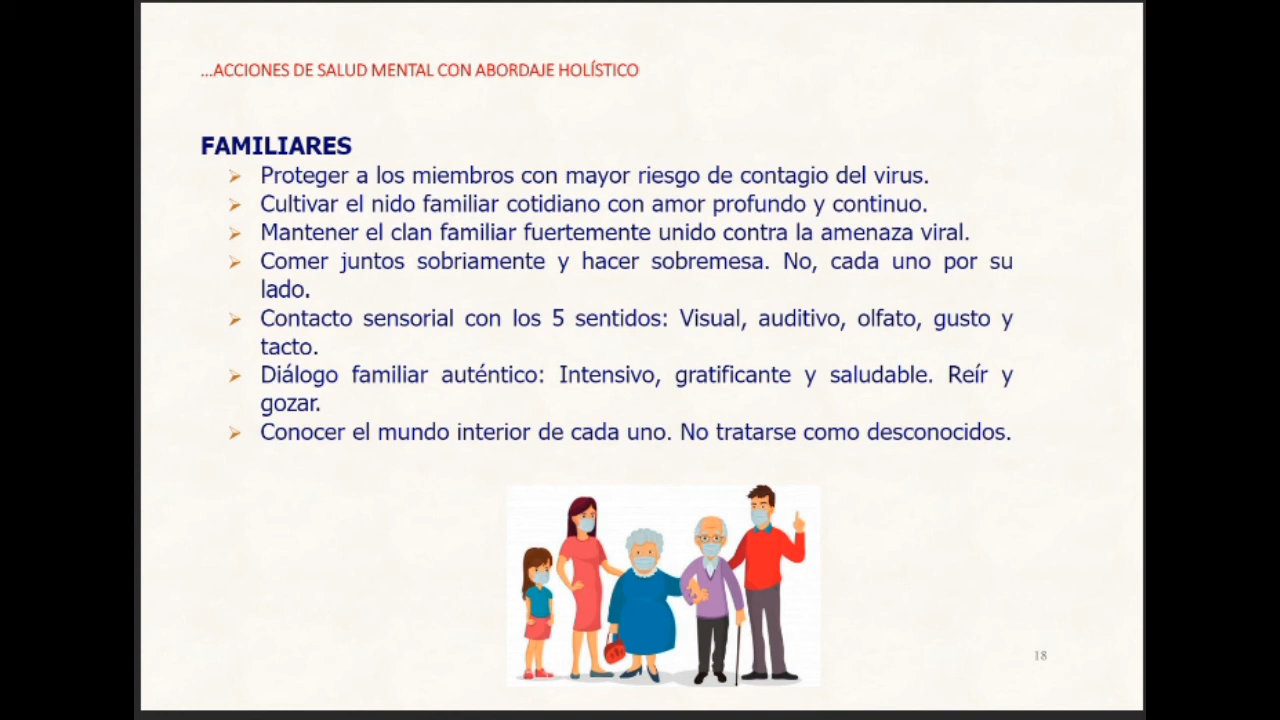 ...ACCIONES DE SALUD MENTAL CON ABORDAJE HOLÍSTICO
FAMILIARES
➢ Proteger a los miembros con mayor riesgo de contagio del virus.
➢ Cultivar el nido familiar cotidiano con amor profundo y continuo.
➢ Mantener el clan familiar fuertemente unido contra la amenaza viral.
➢ Comer juntos sobriamente y hacer sobremesa. No, cada uno por su
lado.
➢ Contacto sensorial con los 5 sentidos: Visual, auditivo, olfato, gusto y
tacto.
➢ Diálogo familiar auténtico: Intensivo, gratificante y saludable. Reír y
gozar.
➢ Conocer el mundo interior de cada uno. No tratarse como desconocidos.
18